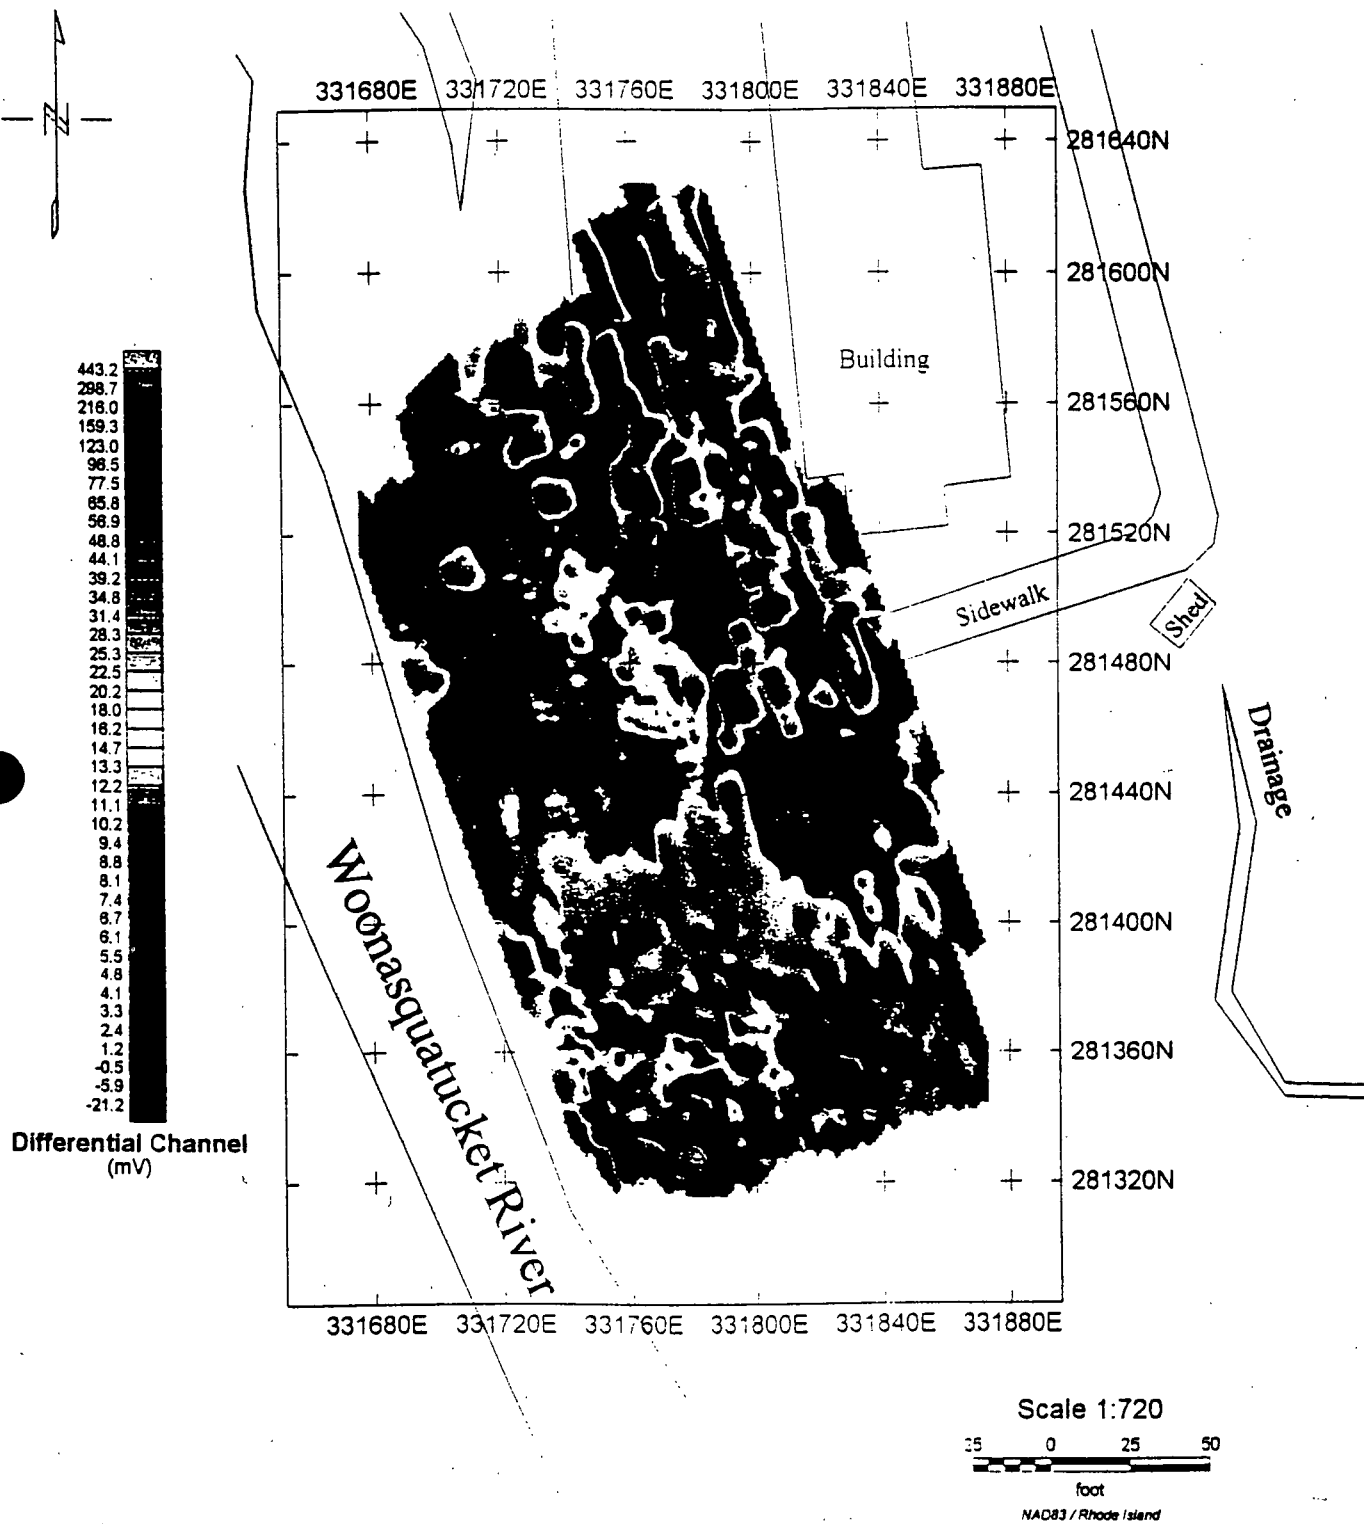 N
331680E 331720E 331760E 331800E 331840E 331880E
281640N
281600N
281560N
281520N
281480N
281440N
281400N
281360N
281320N
Building
Sidewalk
Shed
Drainage
Woonasquatucket River
443.2
298.7
216.0
159.3
123.0
96.5
77.5
65.8
56.9
48.8
44.1
39.2
34.8
31.4
28.3
25.3
22.5
20.2
18.0
16.2
14.7
13.3
12.2
11.1
10.2
9.4
8.8
8.1
7.4
6.7
6.1
5.5
4.8
4.1
3.3
2.4
1.2
-0.5
-5.9
-21.2
Differential Channel
(mV)
331680E 331720E 331760E 331800E 331840E 331880E
Scale 1:720
25 0 25 50
foot
NAD83 / Rhode Island